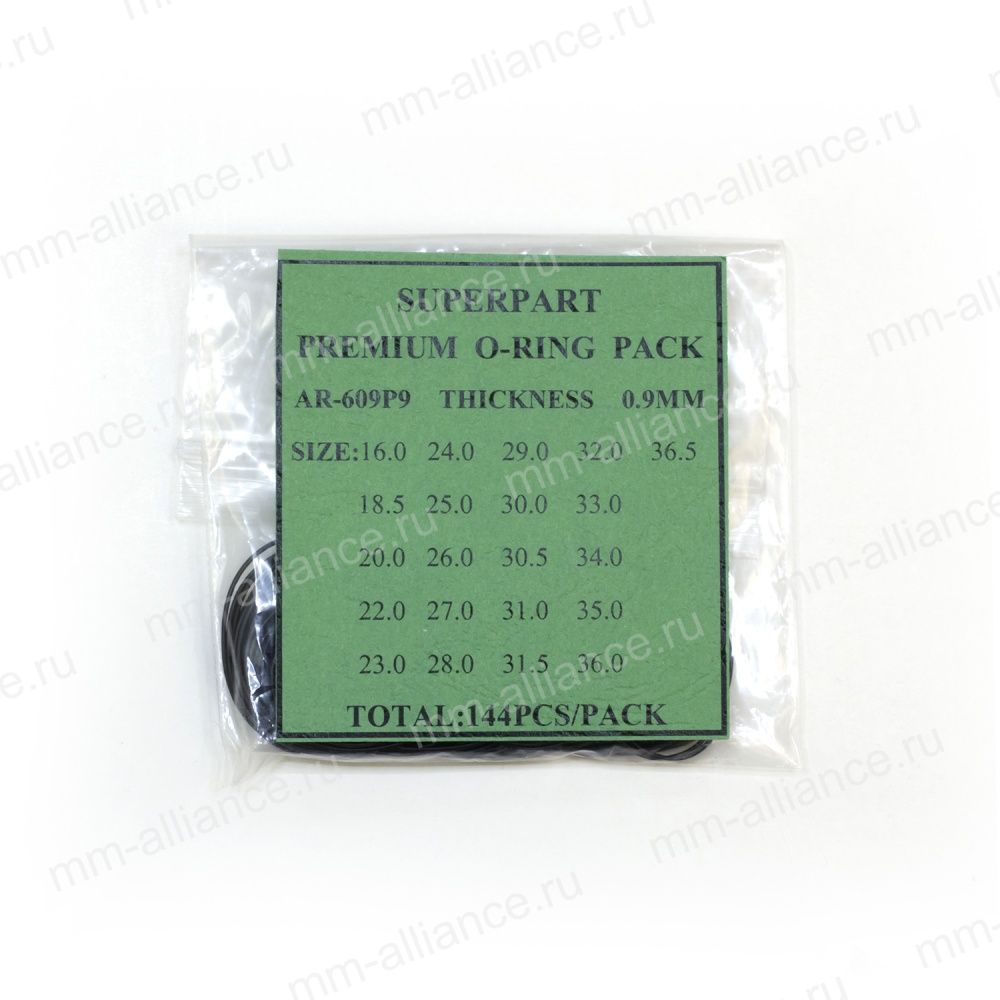 SUPERPART
PREMIUM O-RING PACK
AR-609P9 THICKNESS 0.9MM
SIZE:16.0 24.0 29.0 32.0 36.5
18.5 25.0 30.0 33.0
20.0 26.0 30.5 34.0
22.0 27.0 31.0 35.0
23.0 28.0 31.5 36.0
TOTAL:144PCS/PACK
mm-alliance.ru